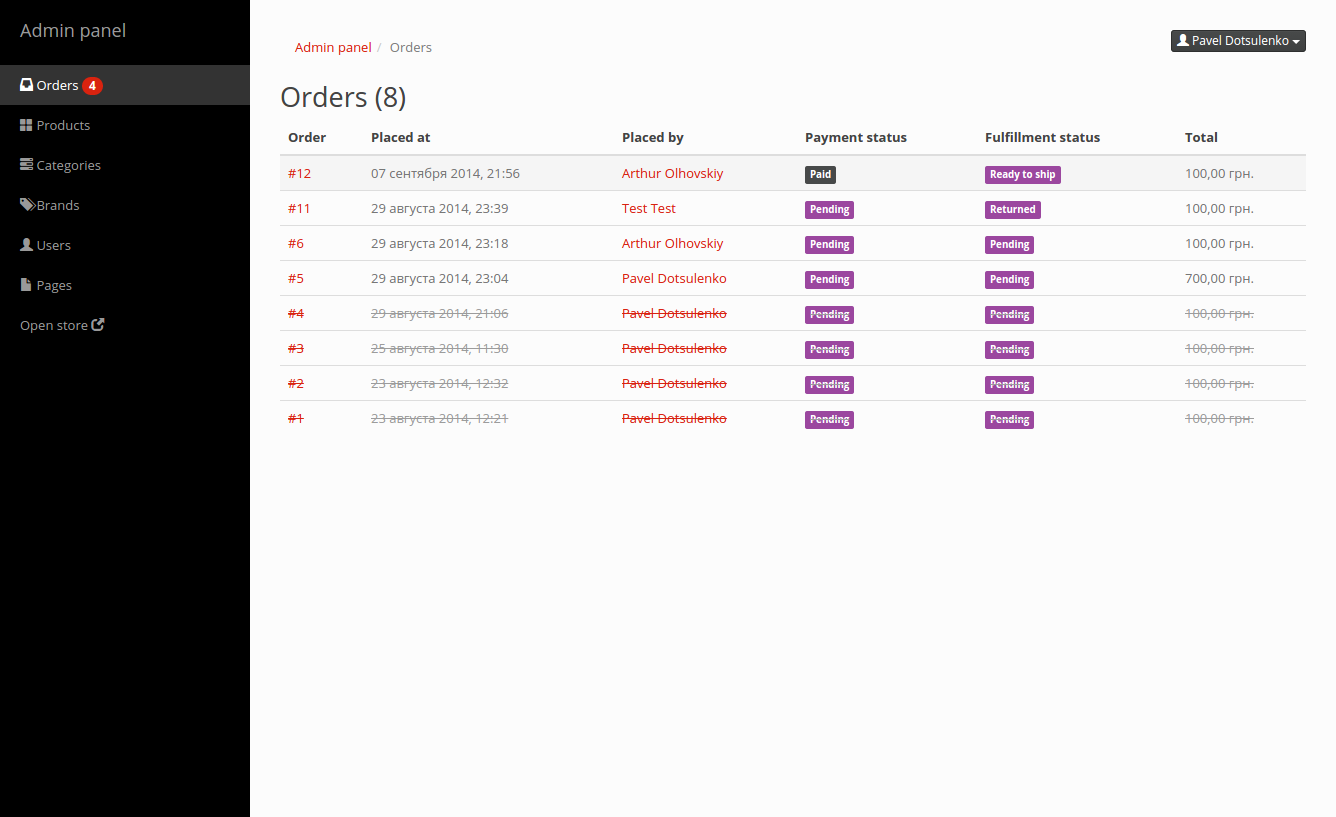 Admin panel
Orders 4
Products
Categories
Brands
Users
Pages
Open store
Admin panel / Orders
Pavel Dotsulenko
Orders (8)
Order Placed at Placed by Payment status Fulfillment status Total
#12 07 сентября 2014, 21:56 Arthur Olhovskiy Paid Ready to ship 100,00 грн.
#11 29 августа 2014, 23:39 Test Test Pending Returned 100,00 грн.
#6 29 августа 2014, 23:18 Arthur Olhovskiy Pending Pending 100,00 грн.
#5 29 августа 2014, 23:04 Pavel Dotsulenko Pending Pending 700,00 грн.
#4 29 августа 2014, 21:06 Pavel Dotsulenko Pending Pending 100,00 грн.
#3 25 августа 2014, 11:30 Pavel Dotsulenko Pending Pending 100,00 грн.
#2 23 августа 2014, 12:32 Pavel Dotsulenko Pending Pending 100,00 грн.
#1 23 августа 2014, 12:21 Pavel Dotsulenko Pending Pending 100,00 грн.